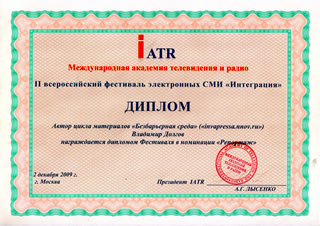 iATR
Международная академия телевидения и радио
II всероссийский фестиваль электронных СМИ «Интеграция»
ДИПЛОМ
Автор цикла материалов «Безбарьерная среда» («invapressa.nnov.ru»)
Владимир Долгов
награждается дипломом Фестиваля в номинации «Репортаж»
2 декабря 2009 г.
г. Москва
Президент IATR
(А.Г.ЛЫСЕНКО